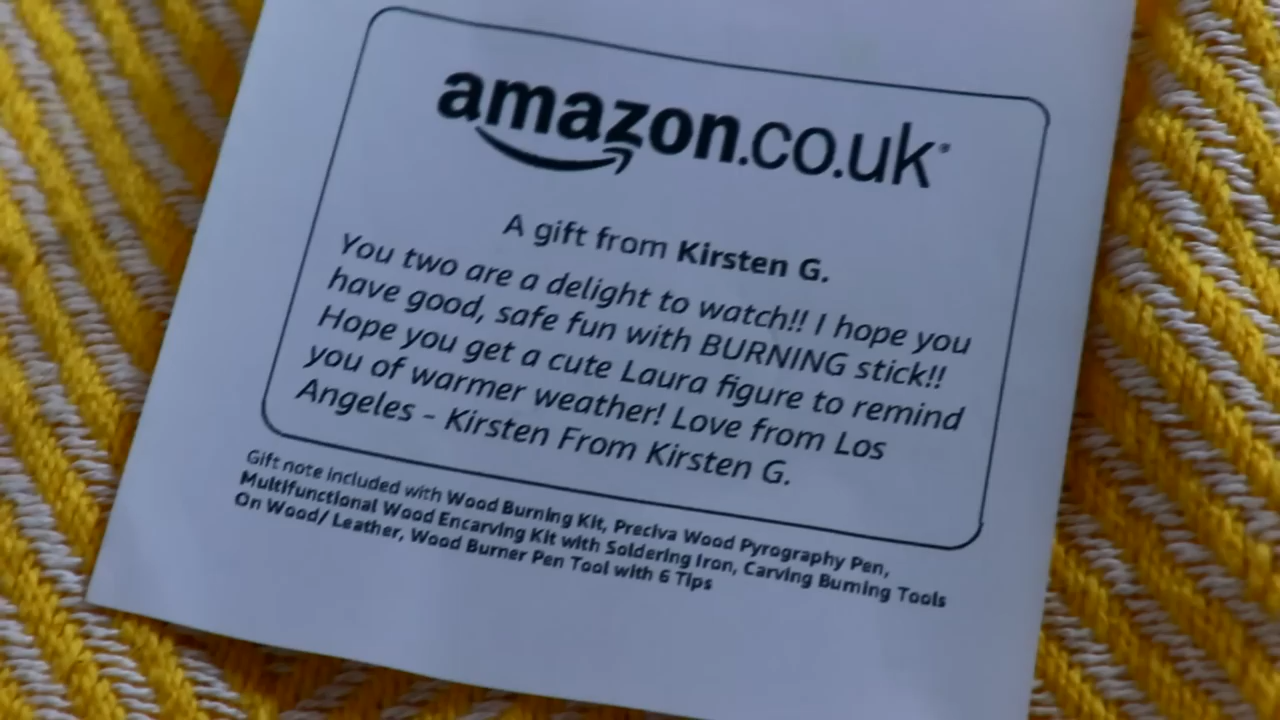 amazon.co.uk
A gift from Kirsten G.
You two are a delight to watch!! I hope you
have good, safe fun with BURNING stick!!
Hope you get a cute Laura figure to remind
you of warmer weather! Love from Los
Angeles - Kirsten From Kirsten G.
Gift note included with Wood Burning Kit, Preciva Wood Pyrography Pen,
Multifunctional Wood Encarving Kit with Soldering Iron, Carving Burning Tools
On Wood/ Leather, Wood Burner Pen Tool with 6 Tips